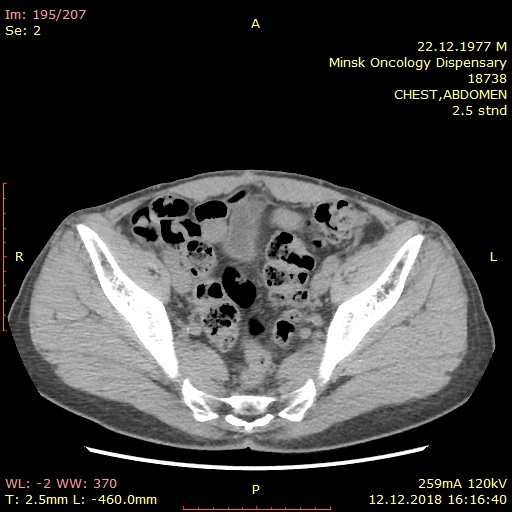 Im: 195/207
Se: 2
A
22.12.1977 M
Minsk Oncology Dispensary
18738
CHEST,ABDOMEN
2.5 stnd
R
L
WL: -2 WW: 370
T: 2.5mm L: -460.0mm
P
259mA 120kV
12.12.2018 16:16:40